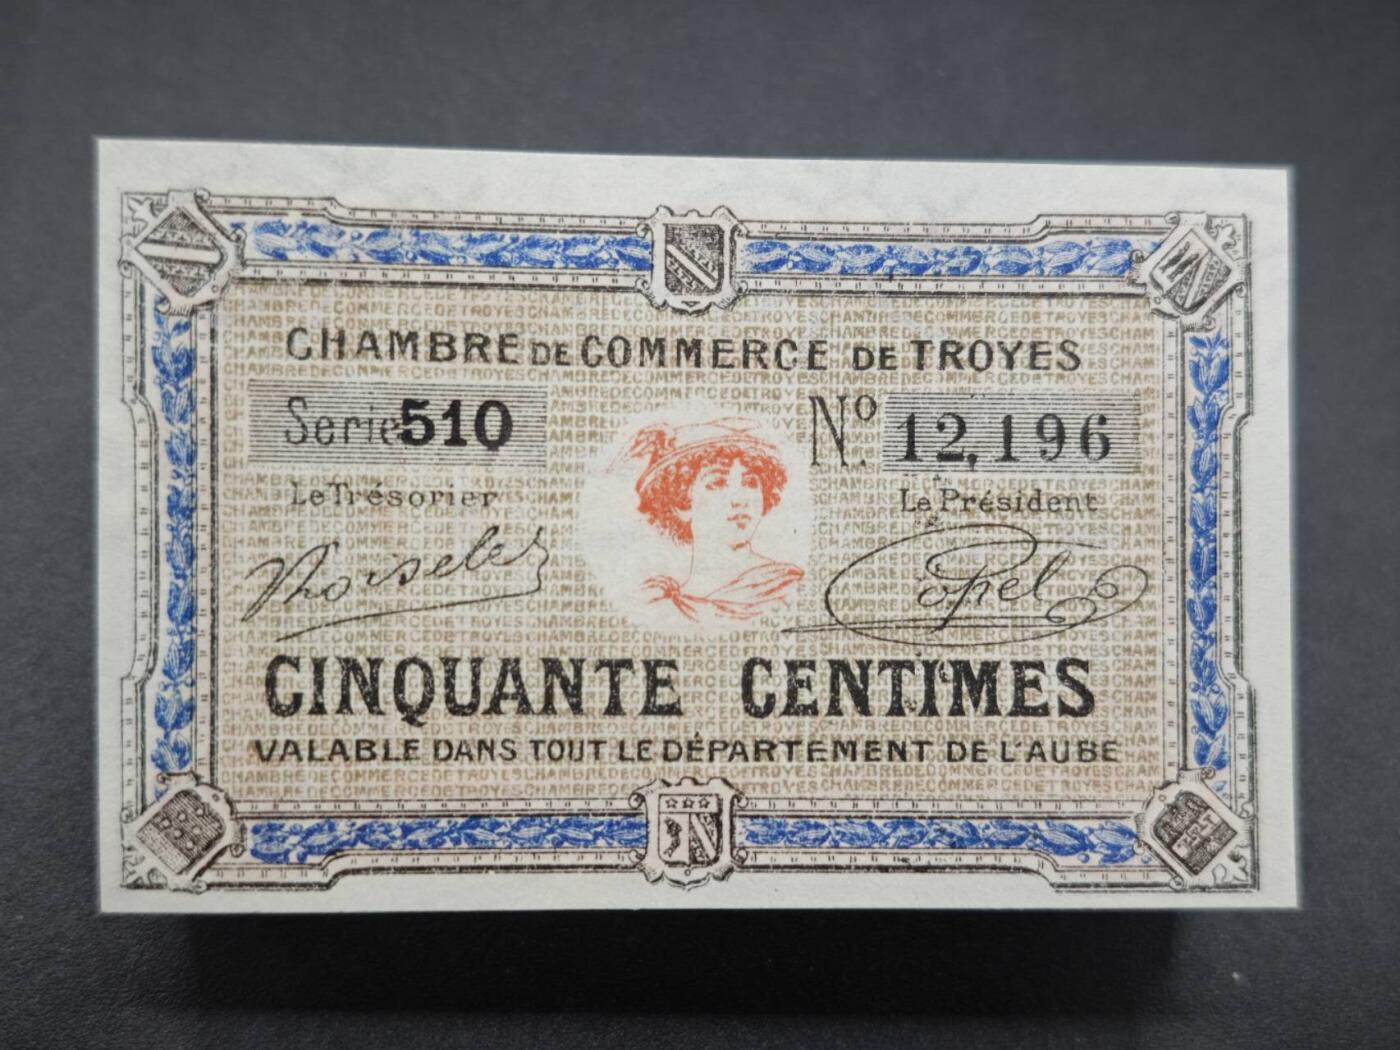 CHAMBRE DE COMMERCE DE TROYES
Serie 510 No 12,196
Le Trésorier Le Président
CINQUANTE CENTIMES
VALABLE DANS TOUT LE DÉPARTEMENT DE L'AUBE